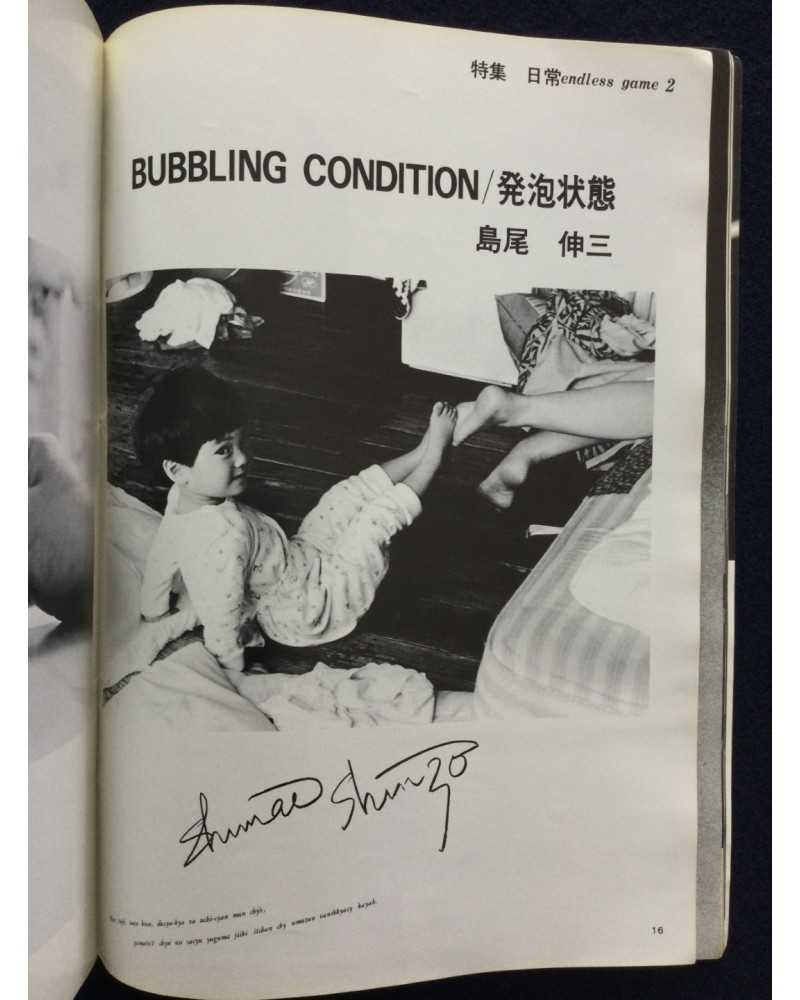 特集 日常endless game 2
BUBBLING CONDITION/発泡状態
島尾 伸三
Shimao Shinzo
16